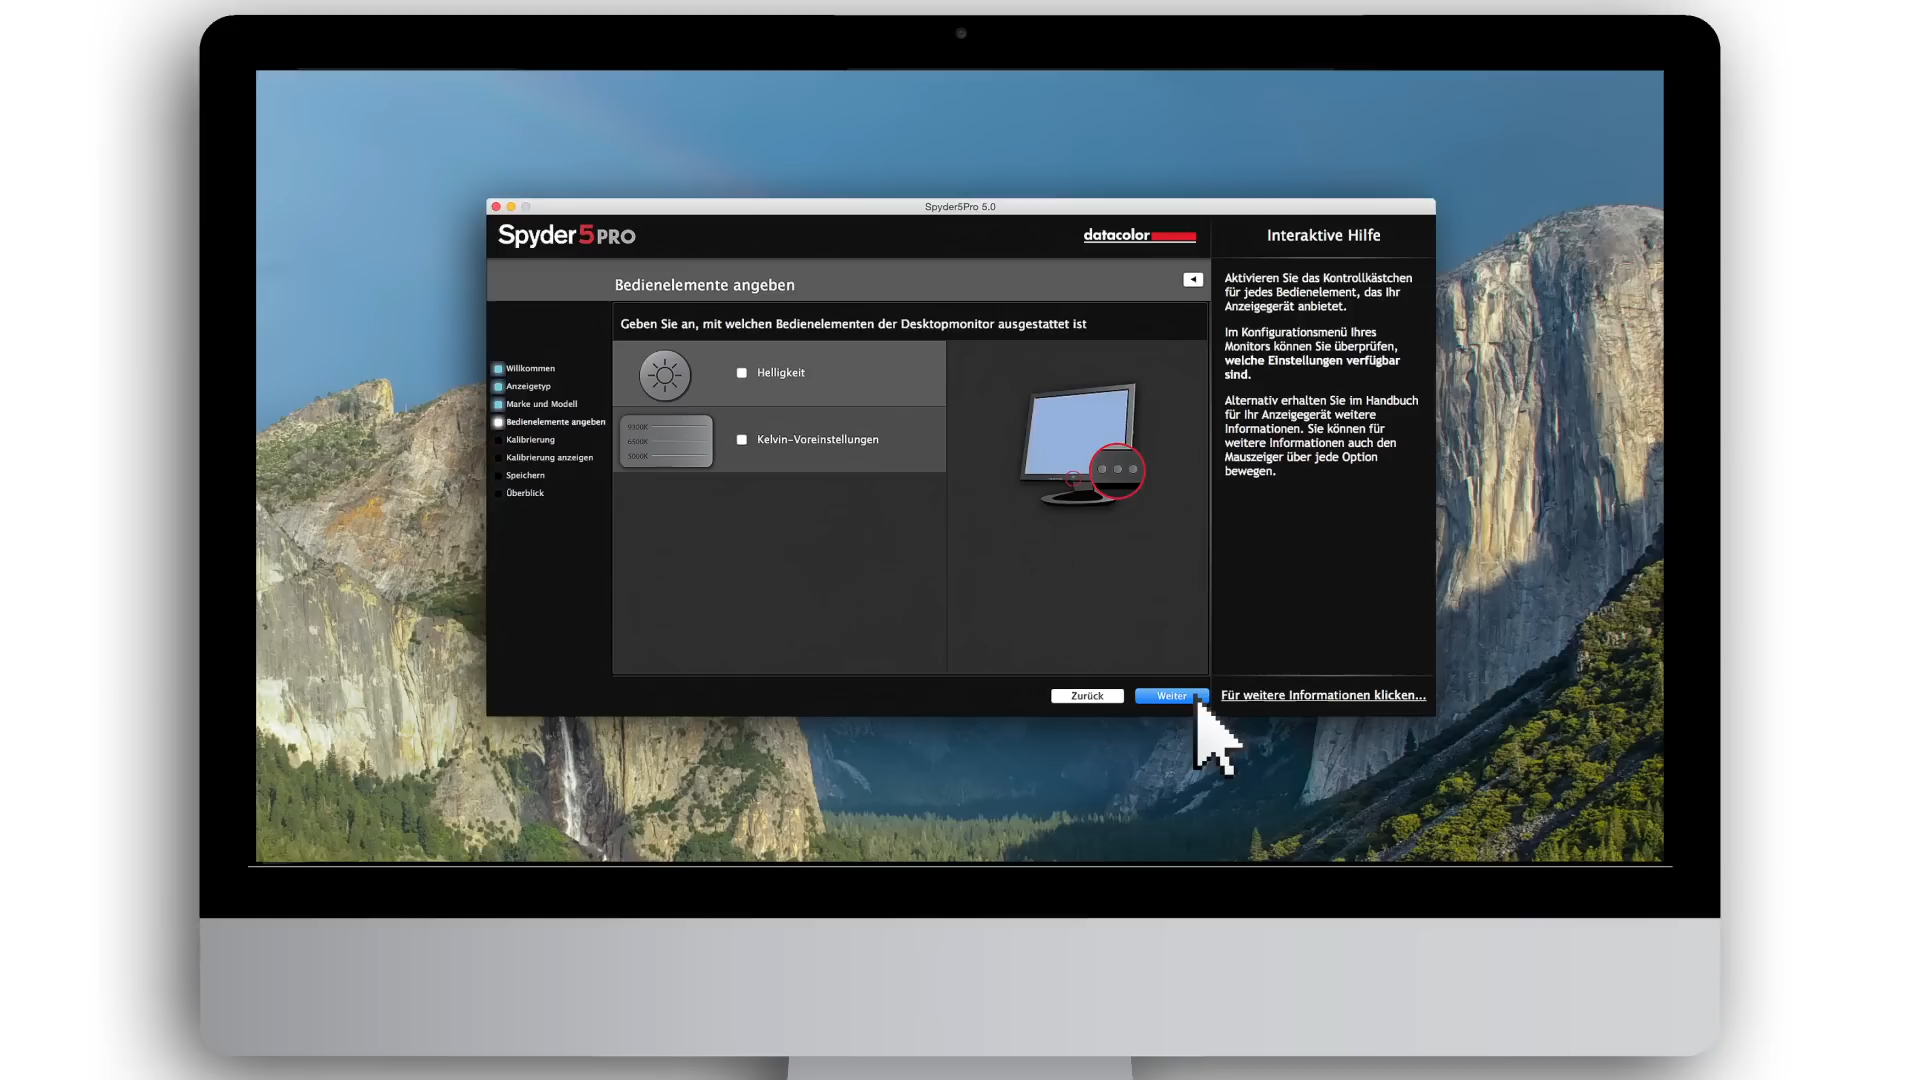 Spyder5Pro 5.0
Spyder5PRO
datacolor
Interaktive Hilfe
Bedienelemente angeben
Geben Sie an, mit welchen Bedienelementen der Desktopmonitor ausgestattet ist
Willkommen
Anzeigetyp
Marke und Modell
Bedienelemente angeben
Kalibrierung
Kalibrierung anzeigen
Speichern
Überblick
Helligkeit
9300K
6500K
5000K
Kelvin-Voreinstellungen
Aktivieren Sie das Kontrollkästchen
für jedes Bedienelement, das Ihr
Anzeigegerät anbietet.
Im Konfigurationsmenü Ihres
Monitors können Sie überprüfen,
welche Einstellungen verfügbar
sind.
Alternativ erhalten Sie im Handbuch
für Ihr Anzeigegerät weitere
Informationen. Sie können für
weitere Informationen auch den
Mauszeiger über jede Option
bewegen.
Zurück
Weiter
Für weitere Informationen klicken...